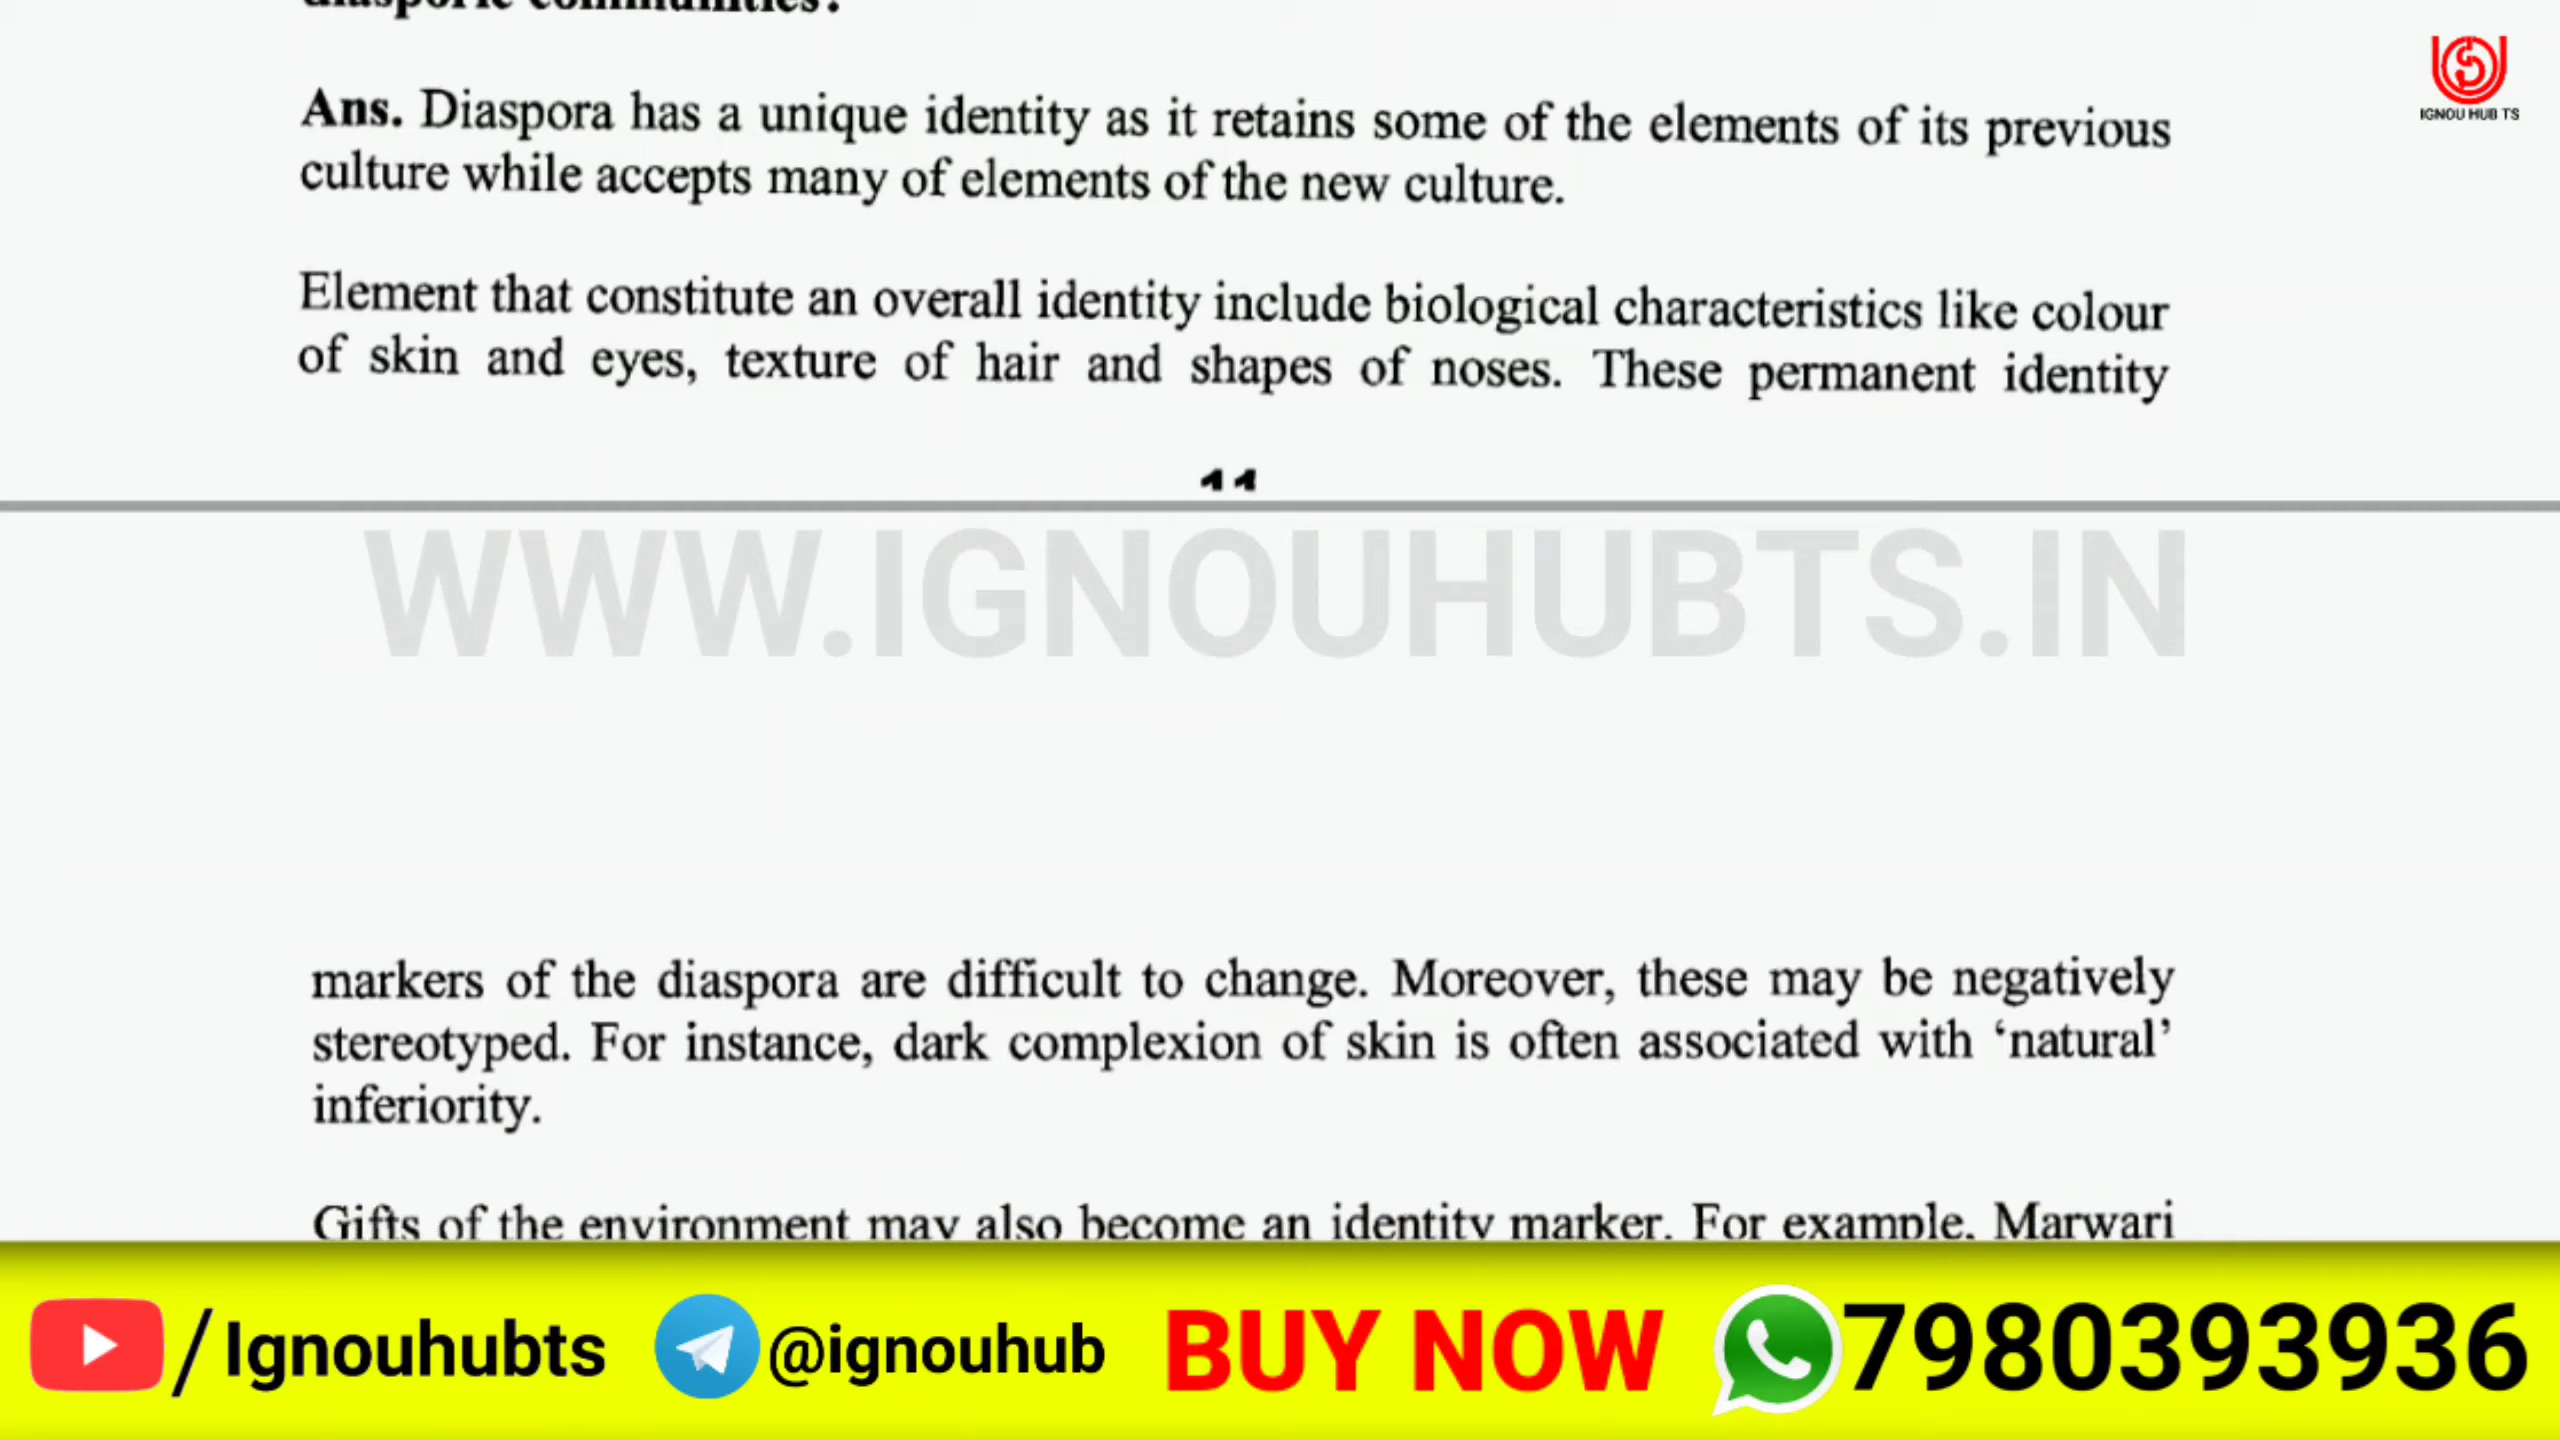 diasporic communities?
IGNOU HUB TS
Ans. Diaspora has a unique identity as it retains some of the elements of its previous
culture while accepts many of elements of the new culture.
Element that constitute an overall identity include biological characteristics like colour
of skin and eyes, texture of hair and shapes of noses. These permanent identity
WWW.IGNOUHUBTS.IN
markers of the diaspora are difficult to change. Moreover, these may be negatively
stereotyped. For instance, dark complexion of skin is often associated with ‘natural’
inferiority.
Gifts of the environment may also become an identity marker. For example, Marwari
/Ignouhubts @ignouhub BUY NOW 7980393936